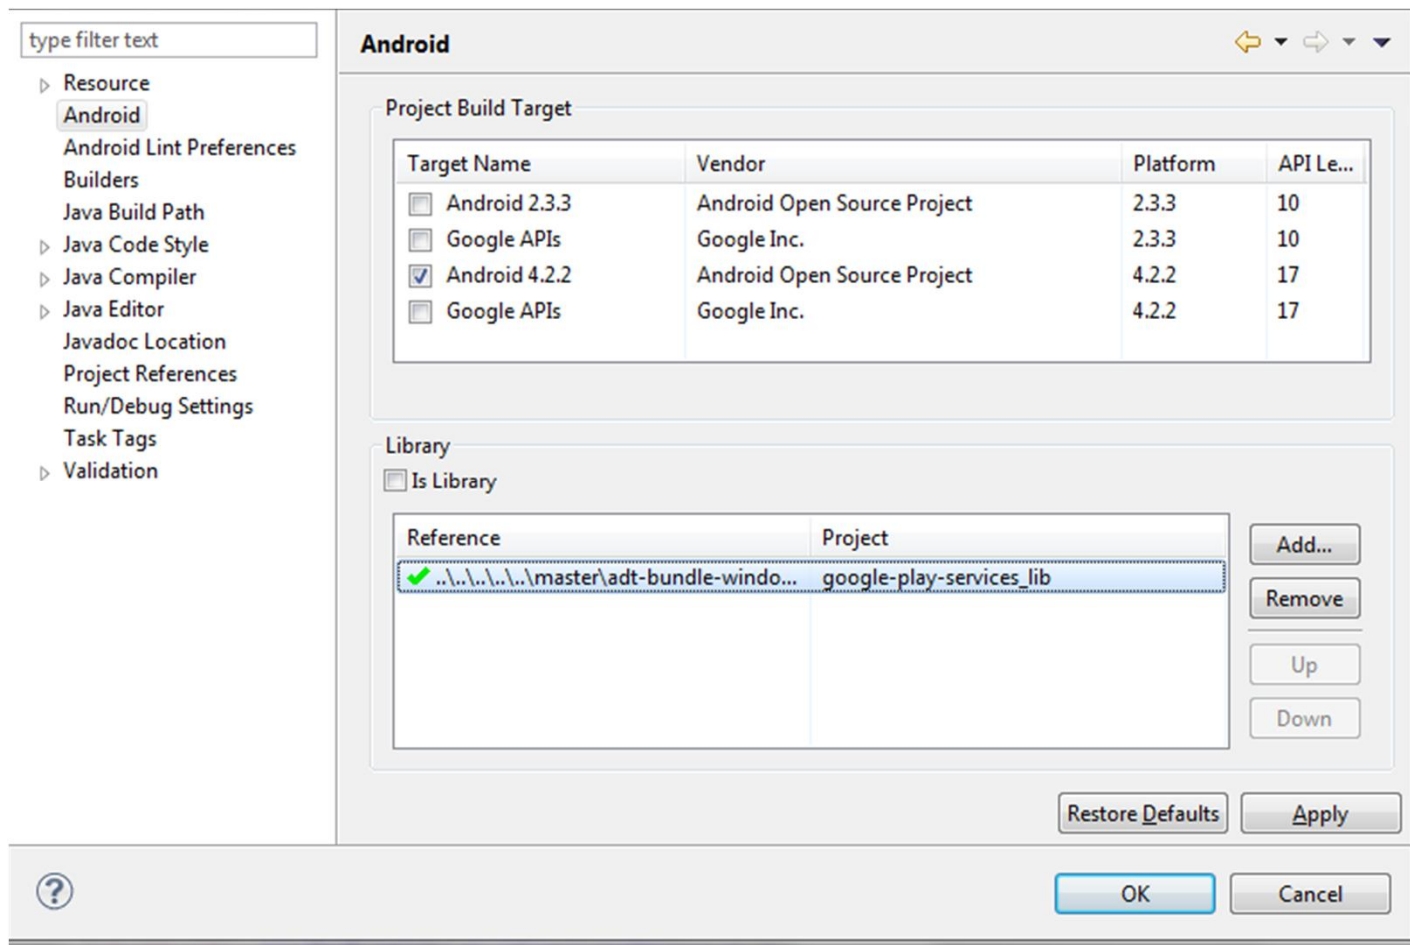 type filter text
Resource
Android
Android Lint Preferences
Builders
Java Build Path
Java Code Style
Java Compiler
Java Editor
Javadoc Location
Project References
Run/Debug Settings
Task Tags
Validation
Android
Project Build Target
Target Name Vendor Platform API Le...
Android 2.3.3 Android Open Source Project 2.3.3 10
Google APIs Google Inc. 2.3.3 10
Android 4.2.2 Android Open Source Project 4.2.2 17
Google APIs Google Inc. 4.2.2 17
Library
Is Library
Reference Project
..\..\..\..\..\master\adt-bundle-windo... google-play-services_lib
Add...
Remove
Up
Down
Restore Defaults Apply
? OK Cancel